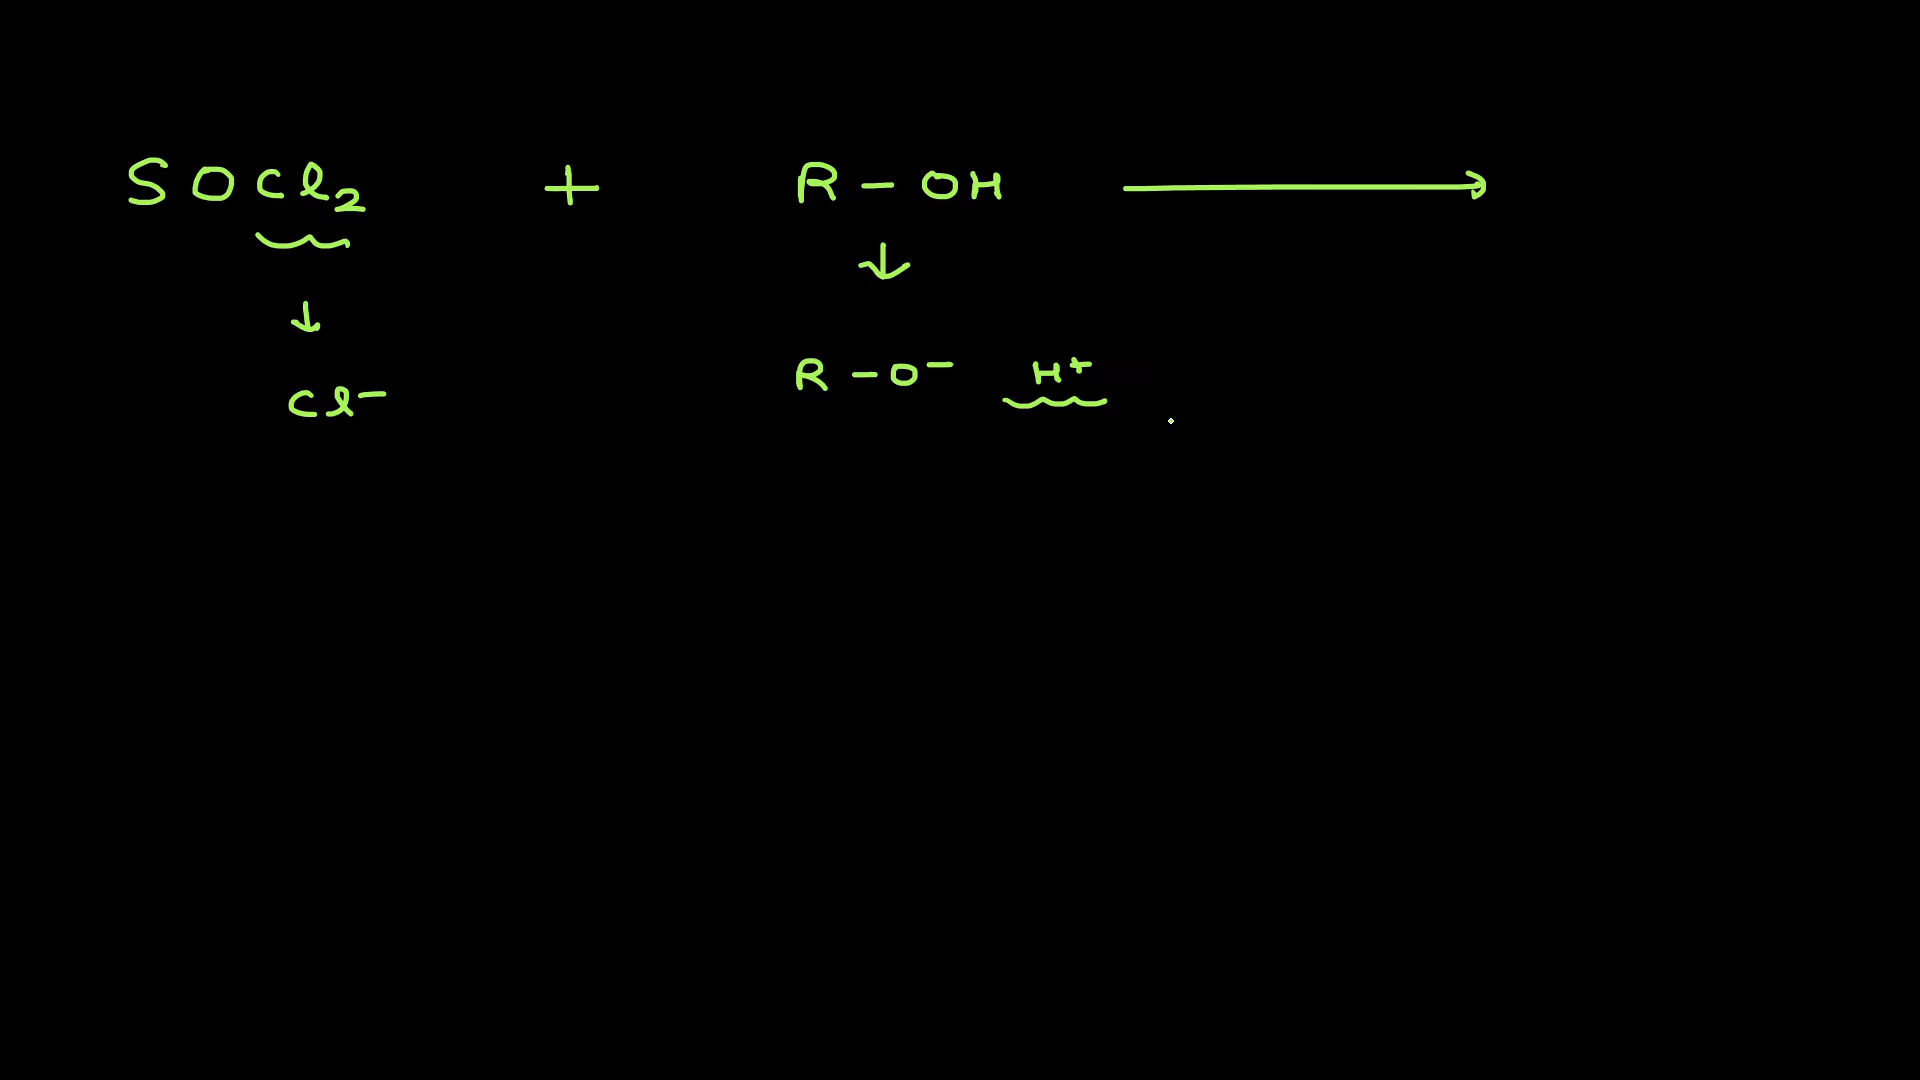 SOCl₂ + R – OH ⟶
↓
↓
R – O⁻ H⁺
Cl⁻